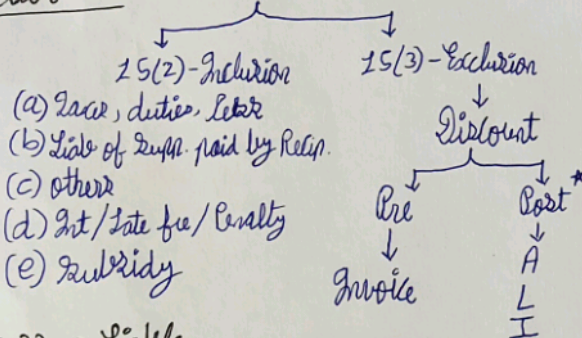 15(2)-Inclusion
(a) Taxes, duties, Cess
(b) Liab of Supp. paid by Recip.
(c) others
(d) Int/Late fee/Penalty
(e) Subsidy
15(3)-Exclusion
Discount
Pre
Invoice
Post*
A
L
I